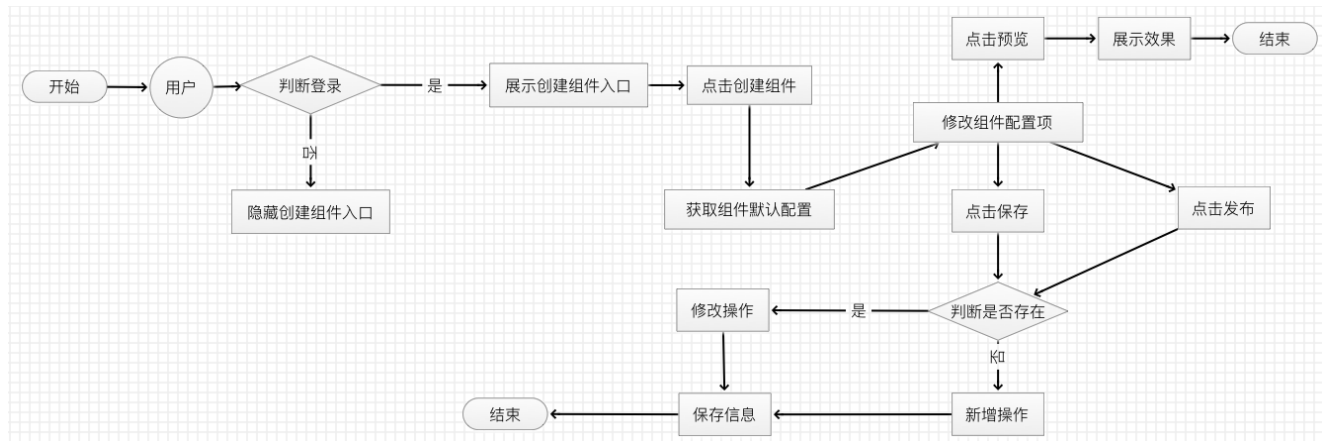 开始
用户
判断登录
是
展示创建组件入口
点击创建组件
否
隐藏创建组件入口
获取组件默认配置
修改组件配置项
点击预览
展示效果
结束
点击保存
点击发布
判断是否存在
是
修改操作
否
新增操作
保存信息
结束